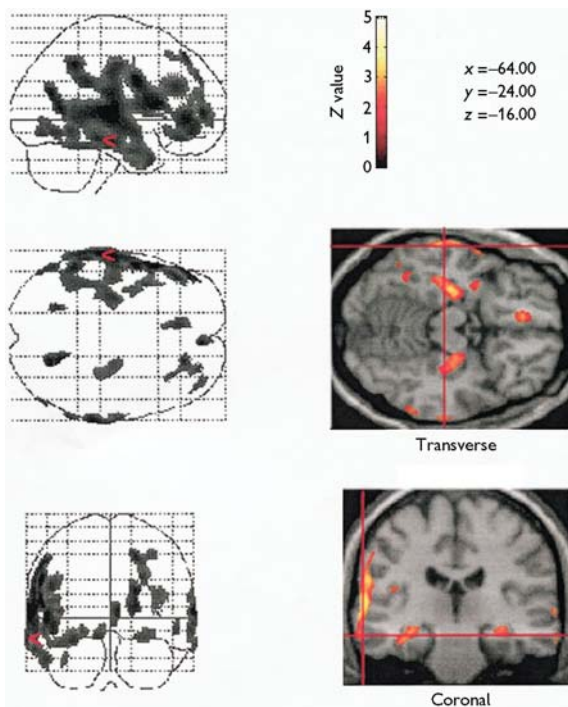 5
4
3
2
1
0
Z value
x =–64.00
y =–24.00
z =–16.00
Transverse
Coronal